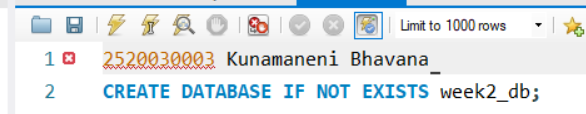 Limit to 1000 rows
1 2520030003 Kunamaneni Bhavana_
2 CREATE DATABASE IF NOT EXISTS week2_db;